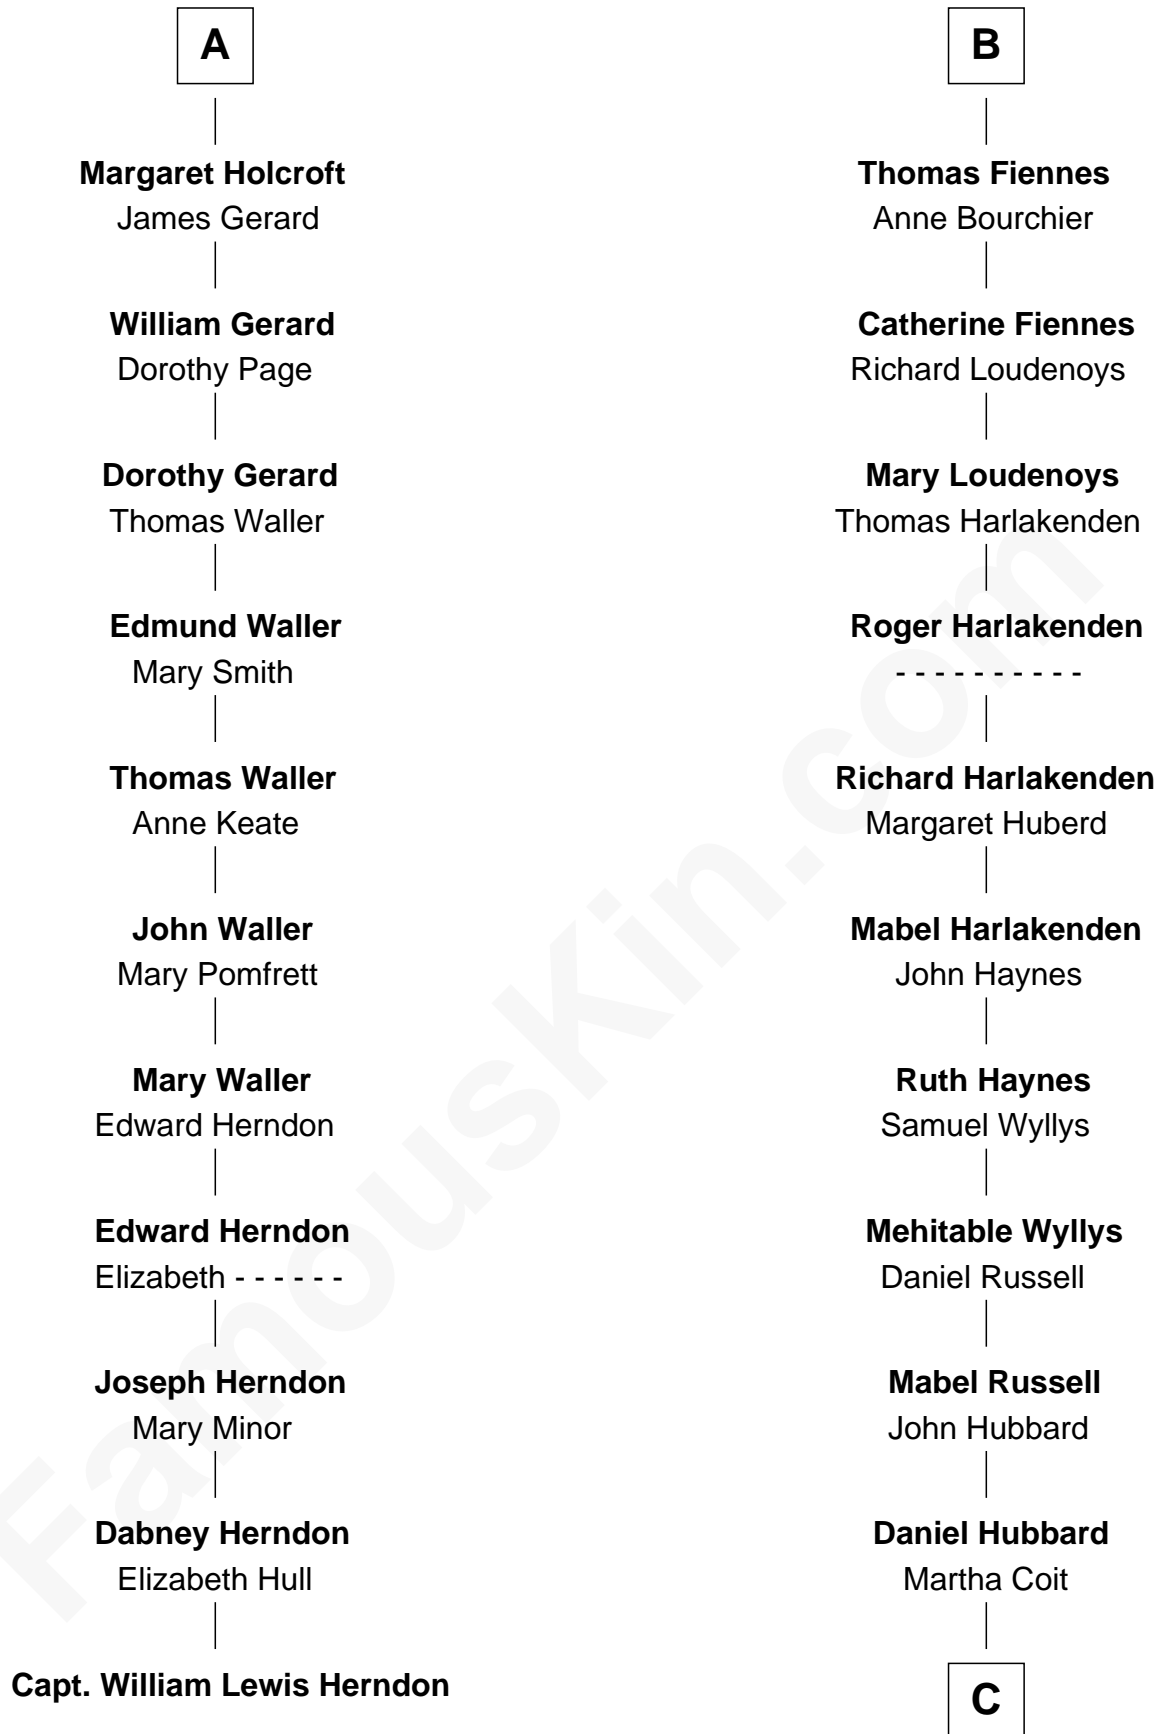 A
Margaret Holcroft
James Gerard
William Gerard
Dorothy Page
Dorothy Gerard
Thomas Waller
Edmund Waller
Mary Smith
Thomas Waller
Anne Keate
John Waller
Mary Pomfrett
Mary Waller
Edward Herndon
Edward Herndon
Elizabeth - - - - - -
Joseph Herndon
Mary Minor
Dabney Herndon
Elizabeth Hull
Capt. William Lewis Herndon
B
Thomas Fiennes
Anne Bourchier
Catherine Fiennes
Richard Loudenoys
Mary Loudenoys
Thomas Harlakenden
Roger Harlakenden
- - - - - - - - - -
Richard Harlakenden
Margaret Huberd
Mabel Harlakenden
John Haynes
Ruth Haynes
Samuel Wyllys
Mehitable Wyllys
Daniel Russell
Mabel Russell
John Hubbard
Daniel Hubbard
Martha Coit
C
FamousKin.com